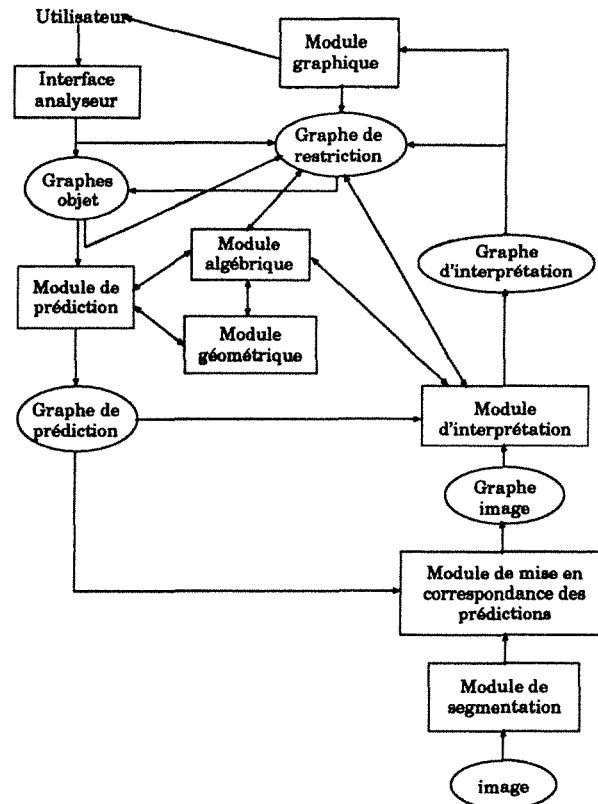 Utilisateur
Module
graphique
Interface
analyseur
Graphe de
restriction
Graphes
objet
Module
algébrique
Graphe
d'interprétation
Module de
prédiction
Module
géométrique
Graphe de
prédiction
Module
d'interprétation
Graphe
image
Module de mise en
correspondance des
prédictions
Module de
segmentation
image